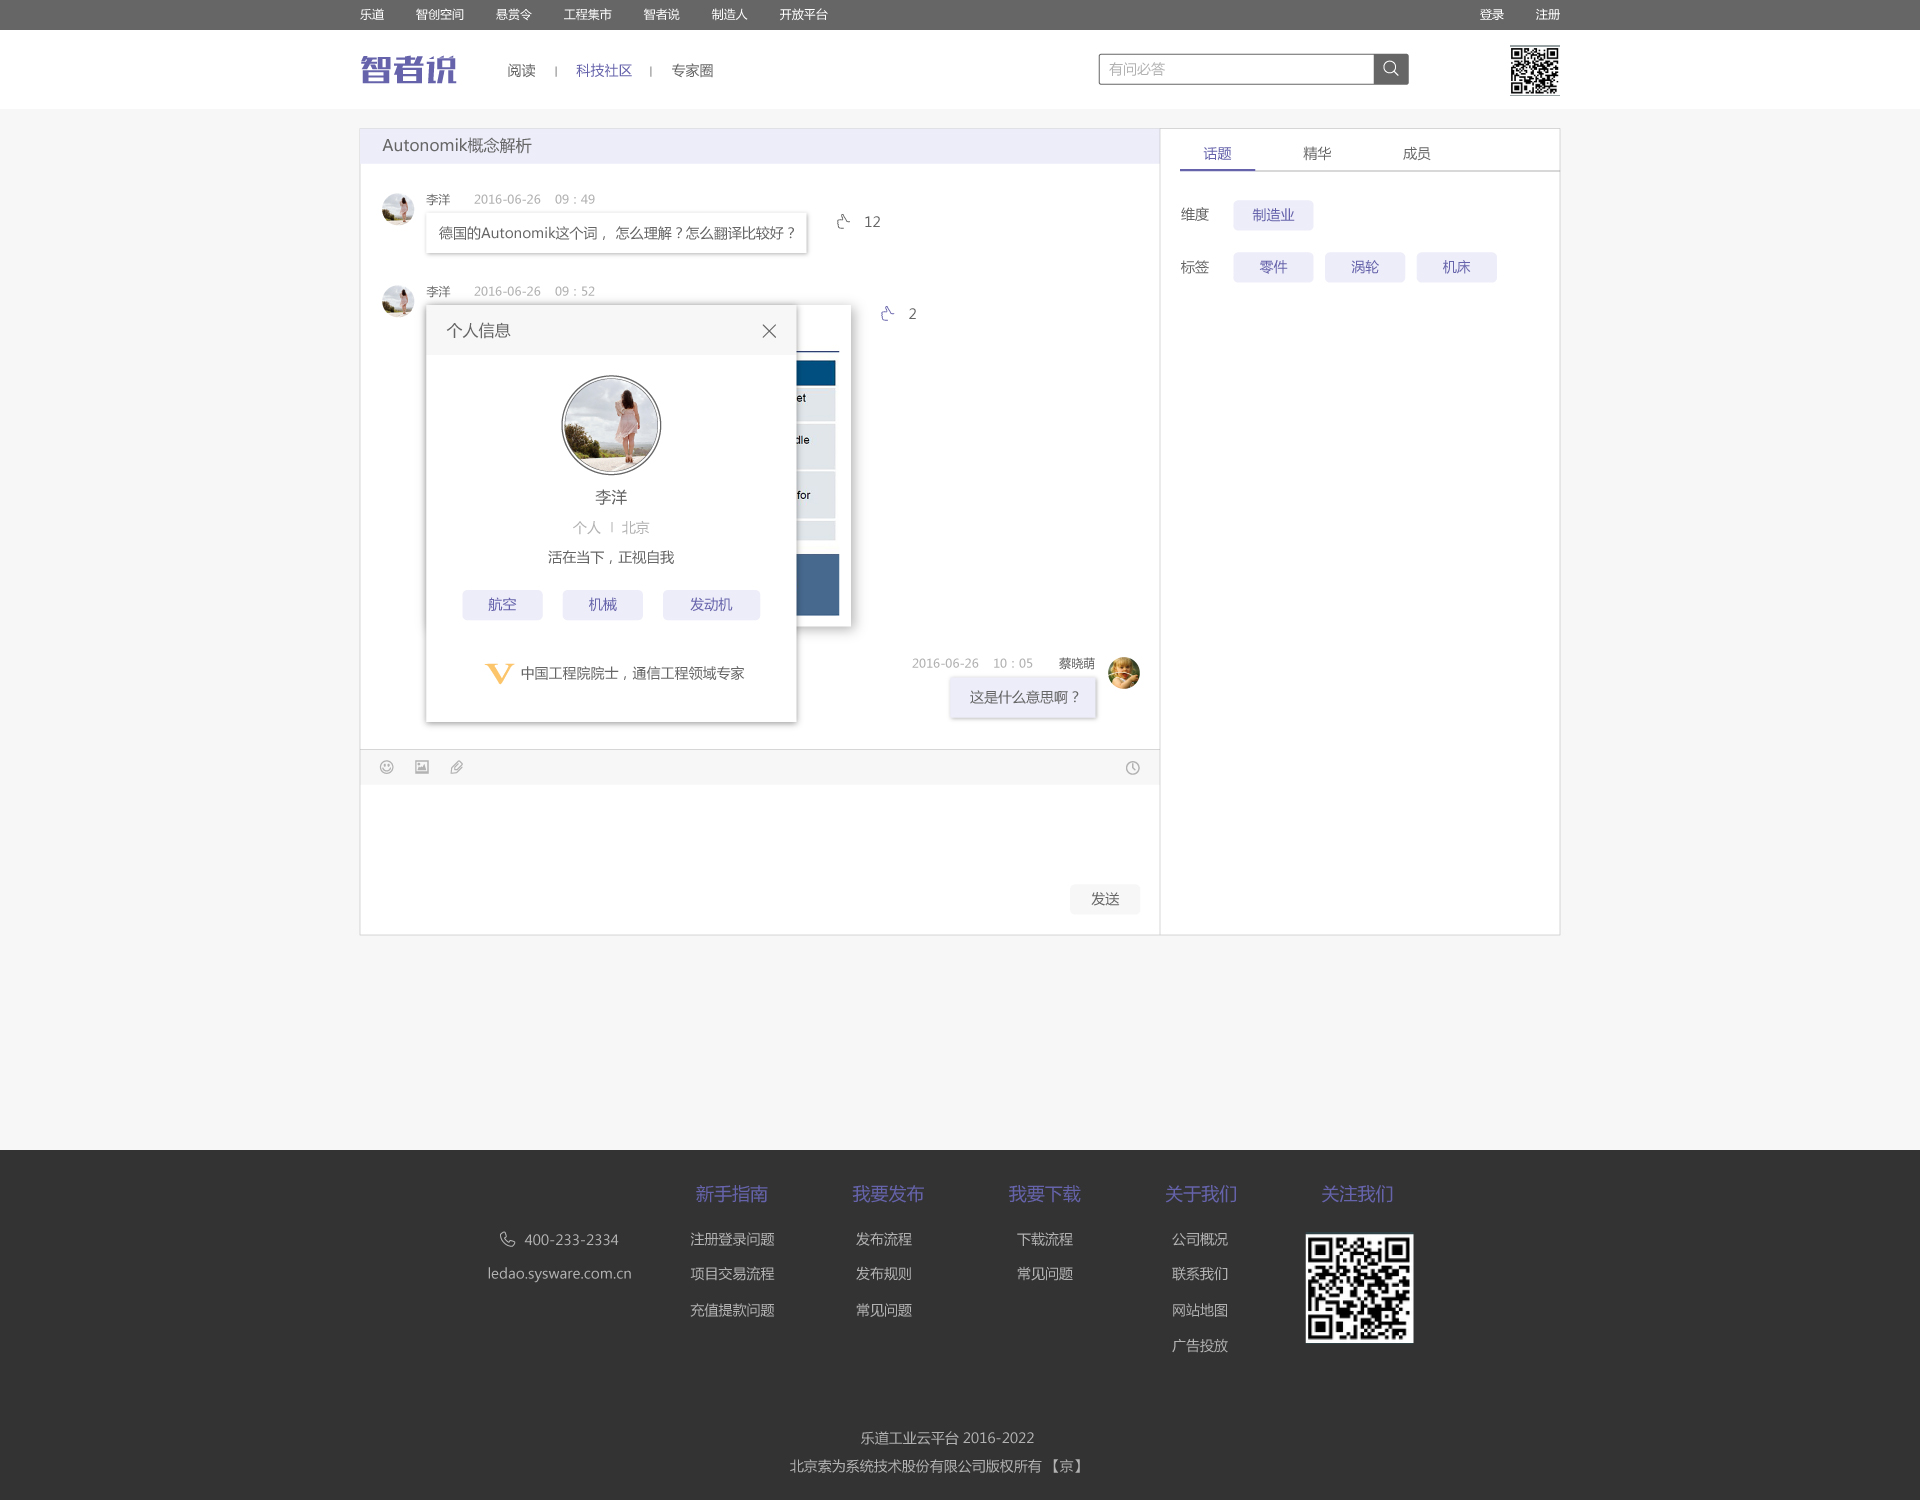 乐道 智创空间 悬赏令 工程集市 智者说 制造人 开放平台 登录 注册
智者说 阅读 科技社区 专家圈 有问必答
Autonomik概念解析
话题 精华 成员
李洋 2016-06-26 09：49
德国的Autonomik这个词， 怎么理解？怎么翻译比较好？
12
维度 制造业
标签 零件 涡轮 机床
李洋 2016-06-26 09：52
2
个人信息
et
dle
for
李洋
个人 北京
活在当下，正视自我
航空 机械 发动机
V 中国工程院院士，通信工程领域专家
2016-06-26 10：05 蔡晓萌
这是什么意思啊？
发送
新手指南 我要发布 我要下载 关于我们 关注我们
400-233-2334 注册登录问题 发布流程 下载流程 公司概况
ledao.sysware.com.cn 项目交易流程 发布规则 常见问题 联系我们
充值提款问题 常见问题 网站地图
广告投放
乐道工业云平台 2016-2022
北京索为系统技术股份有限公司版权所有 【京】